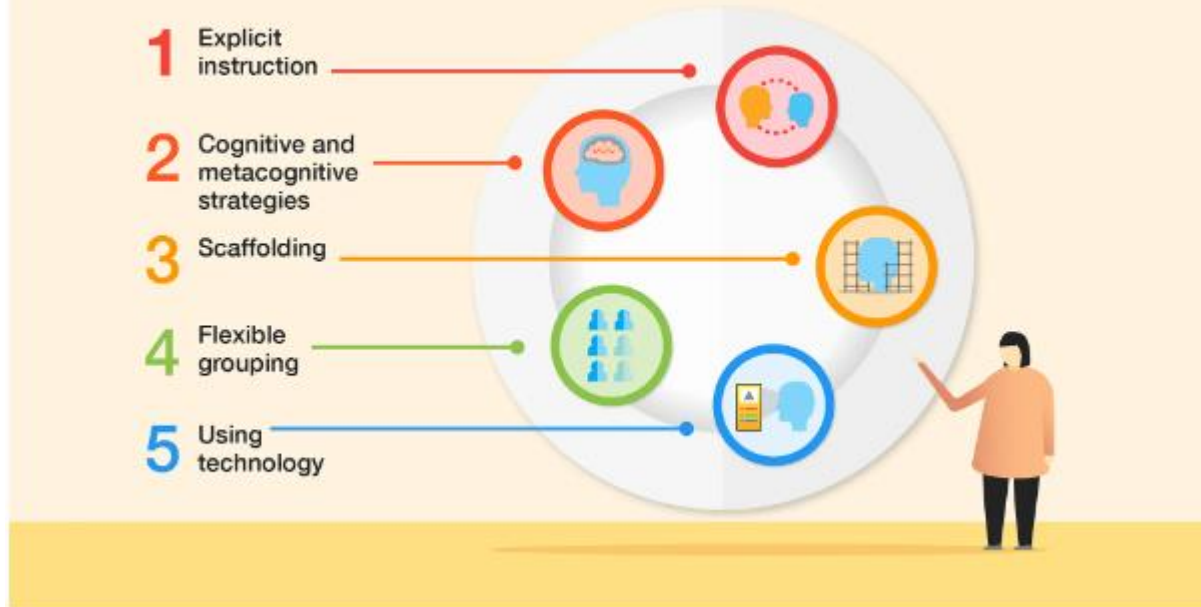 1 Explicit
instruction
2 Cognitive and
metacognitive
strategies
3 Scaffolding
4 Flexible
grouping
5 Using
technology